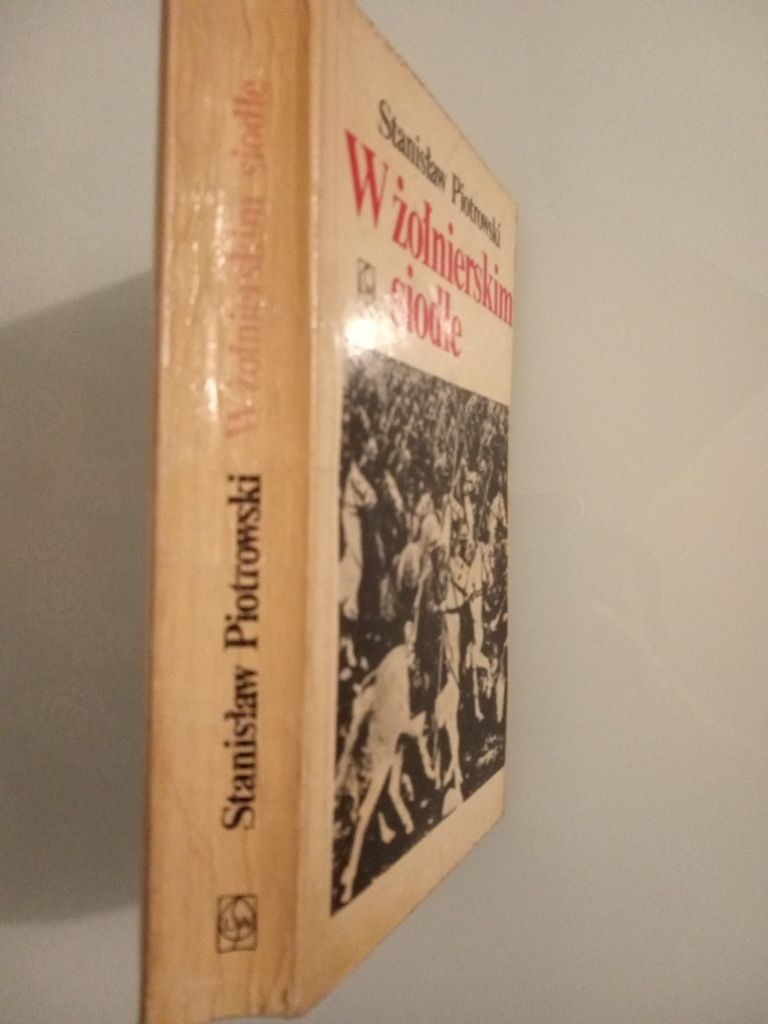 Stanisław Piotrowski
W żołnierskim
siodle
Stanisław Piotrowski W żołnierskim siodle